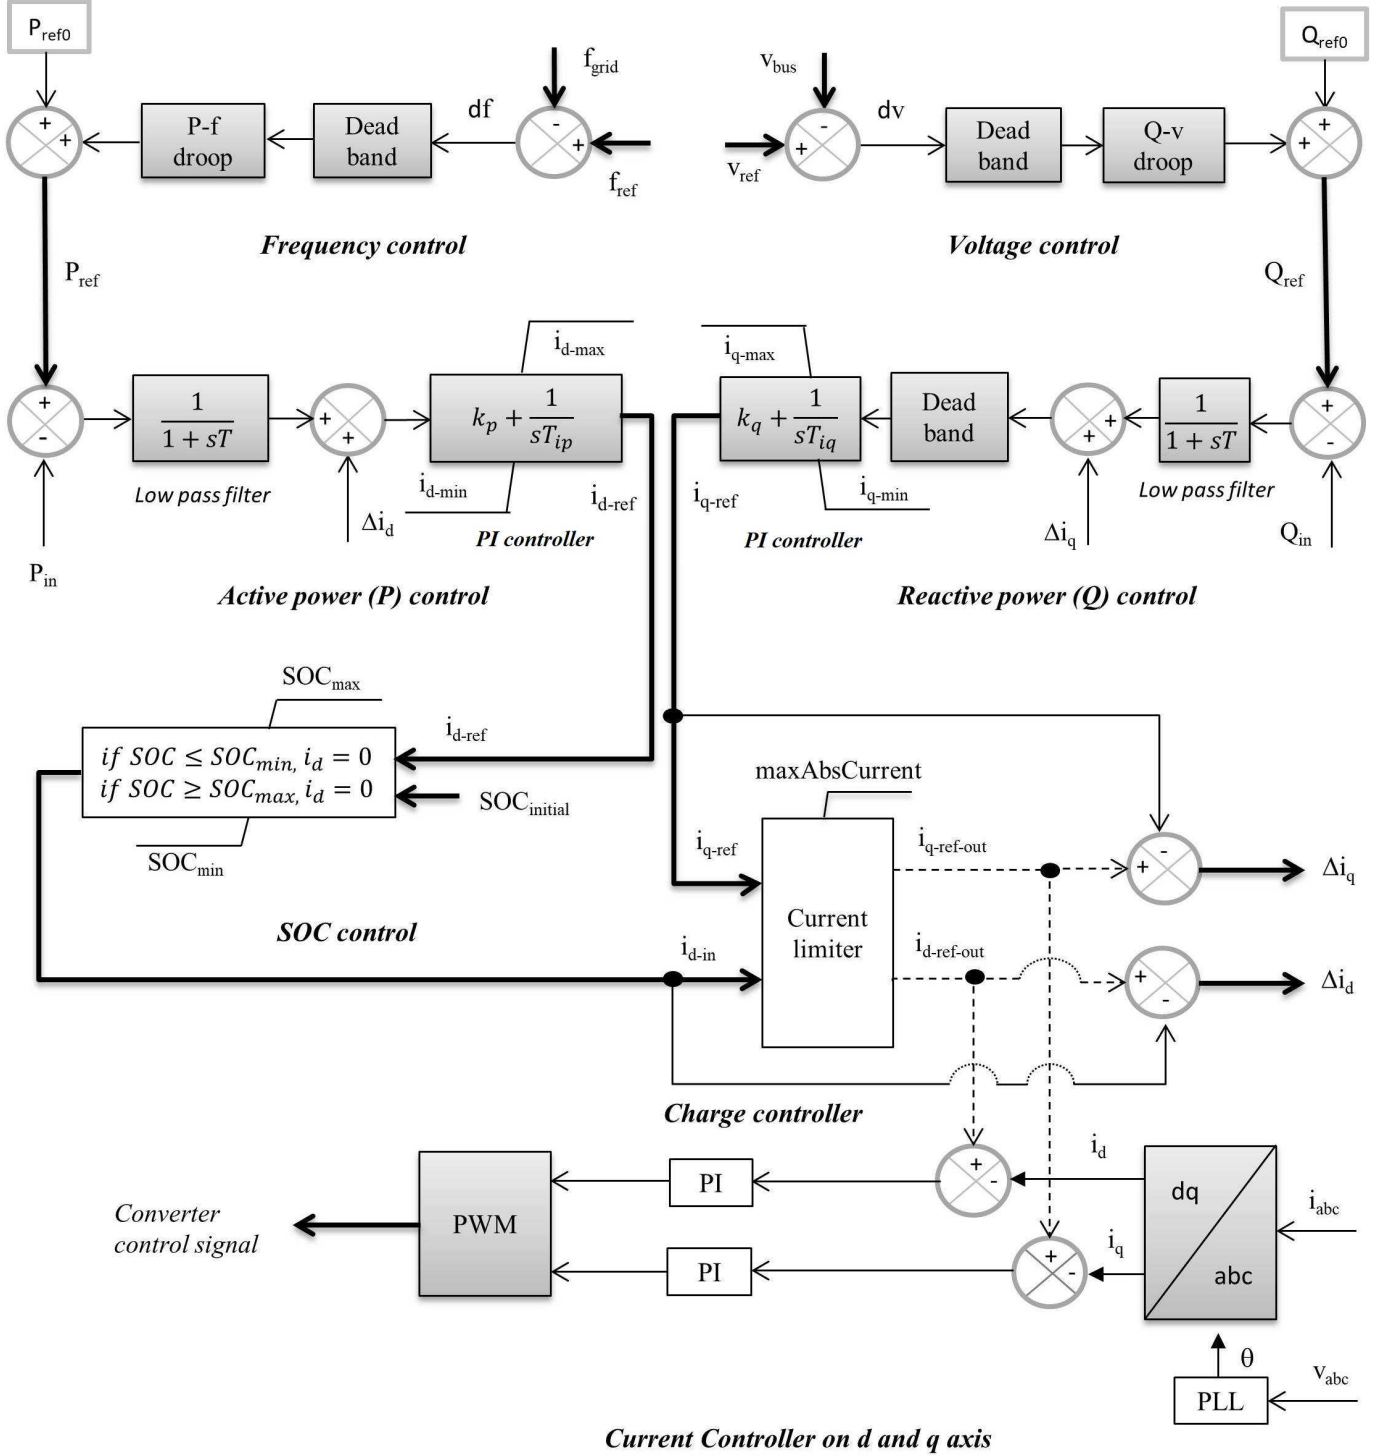 P_ref0
Q_ref0
f_grid
v_bus
+
+
P-f
droop
Dead
band
df
-
+
f_ref
v_ref
-
+
dv
Dead
band
Q-v
droop
+
+
Frequency control
Voltage control
P_ref
Q_ref
i_d-max
i_q-max
+
-
1
1 + sT
+
+
k_p + 1/sT_ip
k_q + 1/sT_iq
Dead
band
+
+
1
1 + sT
+
-
Low pass filter
i_d-min
i_d-ref
i_q-ref
i_q-min
Low pass filter
Δi_d
PI controller
PI controller
Δi_q
Q_in
P_in
Active power (P) control
Reactive power (Q) control
SOC_max
i_d-ref
if SOC ≤ SOC_min, i_d = 0
if SOC ≥ SOC_max, i_d = 0
SOC_initial
SOC_min
maxAbsCurrent
i_q-ref
i_q-ref-out
-
+
Δi_q
Current
limiter
SOC control
i_d-in
i_d-ref-out
+
-
Δi_d
Charge controller
i_d
+
-
dq
abc
i_abc
PI
PWM
Converter
control signal
PI
i_q
+
-
θ
PLL
v_abc
Current Controller on d and q axis